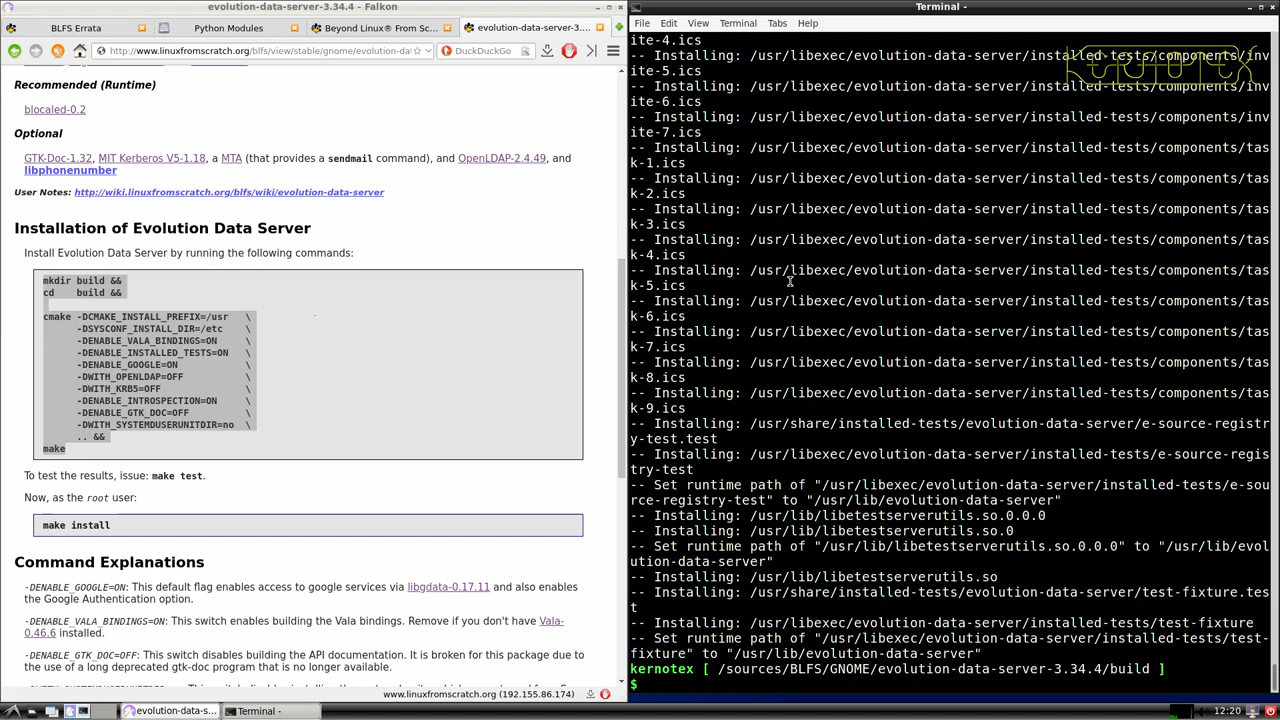 evolution-data-server-3.34.4 - Falkon
BLFS Errata
Python Modules
Beyond Linux® From Sc...
evolution-data-server-3....
http://www.linuxfromscratch.org/blfs/view/stable/gnome/evolution-da
DuckDuckGo
Recommended (Runtime)
blocaled-0.2
Optional
GTK-Doc-1.32, MIT Kerberos V5-1.18, a MTA (that provides a sendmail command), and OpenLDAP-2.4.49, and
libphonenumber
User Notes: http://wiki.linuxfromscratch.org/blfs/wiki/evolution-data-server
Installation of Evolution Data Server
Install Evolution Data Server by running the following commands:
mkdir build &&
cd    build &&
cmake -DCMAKE_INSTALL_PREFIX=/usr   \
-DSYSCONF_INSTALL_DIR=/etc    \
-DENABLE_VALA_BINDINGS=ON     \
-DENABLE_INSTALLED_TESTS=ON   \
-DENABLE_GOOGLE=ON            \
-DWITH_OPENLDAP=OFF           \
-DWITH_KRB5=OFF               \
-DENABLE_INTROSPECTION=ON     \
-DENABLE_GTK_DOC=OFF          \
-DWITH_SYSTEMDUSERUNITDIR=no  \
.. &&
make
To test the results, issue: make test.
Now, as the root user:
make install
Command Explanations
-DENABLE_GOOGLE=ON: This default flag enables access to google services via libgdata-0.17.11 and also enables
the Google Authentication option.
-DENABLE_VALA_BINDINGS=ON: This switch enables building the Vala bindings. Remove if you don't have Vala-
0.46.6 installed.
-DENABLE_GTK_DOC=OFF: This switch disables building the API documentation. It is broken for this package due to
the use of a long deprecated gtk-doc program that is no longer available.
www.linuxfromscratch.org (192.155.86.174)
Terminal -
File Edit View Terminal Tabs Help
ite-4.ics
-- Installing: /usr/libexec/evolution-data-server/installed-tests/components/inv
ite-5.ics
-- Installing: /usr/libexec/evolution-data-server/installed-tests/components/inv
ite-6.ics
-- Installing: /usr/libexec/evolution-data-server/installed-tests/components/inv
ite-7.ics
-- Installing: /usr/libexec/evolution-data-server/installed-tests/components/tas
k-1.ics
-- Installing: /usr/libexec/evolution-data-server/installed-tests/components/tas
k-2.ics
-- Installing: /usr/libexec/evolution-data-server/installed-tests/components/tas
k-3.ics
-- Installing: /usr/libexec/evolution-data-server/installed-tests/components/tas
k-4.ics
-- Installing: /usr/libexec/evolution-data-server/installed-tests/components/tas
k-5.ics
-- Installing: /usr/libexec/evolution-data-server/installed-tests/components/tas
k-6.ics
-- Installing: /usr/libexec/evolution-data-server/installed-tests/components/tas
k-7.ics
-- Installing: /usr/libexec/evolution-data-server/installed-tests/components/tas
k-8.ics
-- Installing: /usr/libexec/evolution-data-server/installed-tests/components/tas
k-9.ics
-- Installing: /usr/share/installed-tests/evolution-data-server/e-source-registr
y-test.test
-- Installing: /usr/libexec/evolution-data-server/installed-tests/e-source-regis
try-test
-- Set runtime path of "/usr/libexec/evolution-data-server/installed-tests/e-sou
rce-registry-test" to "/usr/lib/evolution-data-server"
-- Installing: /usr/lib/libetestserverutils.so.0.0.0
-- Installing: /usr/lib/libetestserverutils.so.0
-- Set runtime path of "/usr/lib/libetestserverutils.so.0.0.0" to "/usr/lib/evol
ution-data-server"
-- Installing: /usr/lib/libetestserverutils.so
-- Installing: /usr/share/installed-tests/evolution-data-server/test-fixture.tes
t
-- Installing: /usr/libexec/evolution-data-server/installed-tests/test-fixture
-- Set runtime path of "/usr/libexec/evolution-data-server/installed-tests/test-
fixture" to "/usr/lib/evolution-data-server"
kernotex [ /sources/BLFS/GNOME/evolution-data-server-3.34.4/build ]
$
evolution-data-s...
Terminal -
12:20